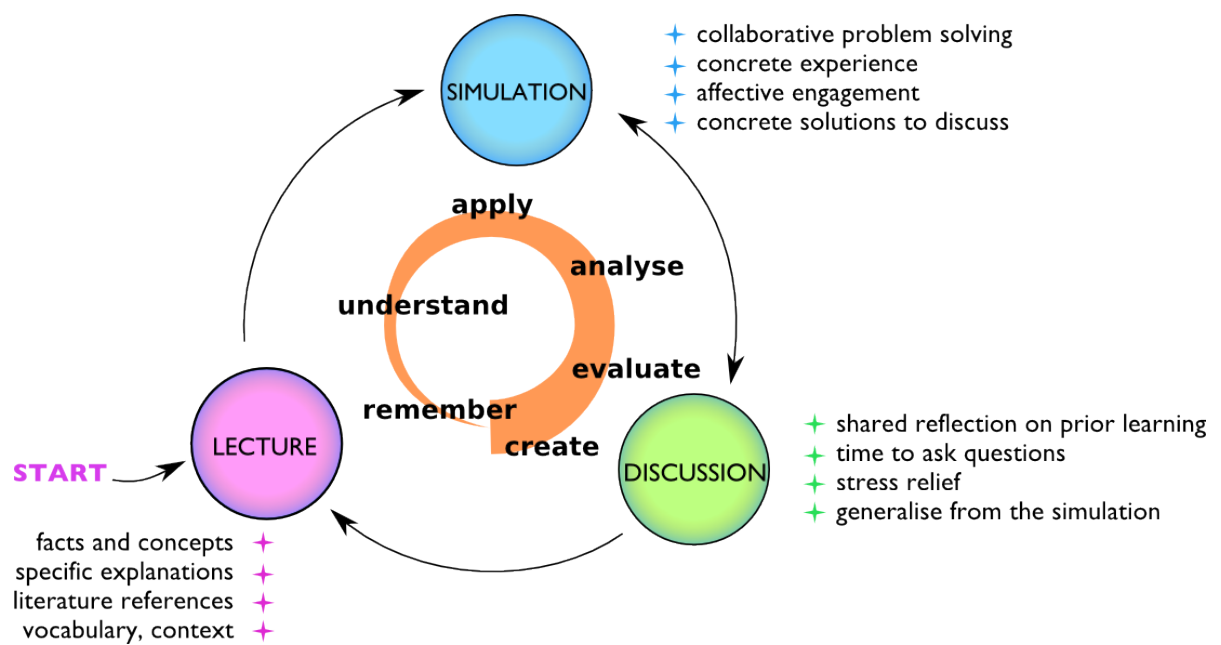 SIMULATION
collaborative problem solving
concrete experience
affective engagement
concrete solutions to discuss
apply
analyse
understand
evaluate
remember
create
START
LECTURE
facts and concepts
specific explanations
literature references
vocabulary, context
DISCUSSION
shared reflection on prior learning
time to ask questions
stress relief
generalise from the simulation